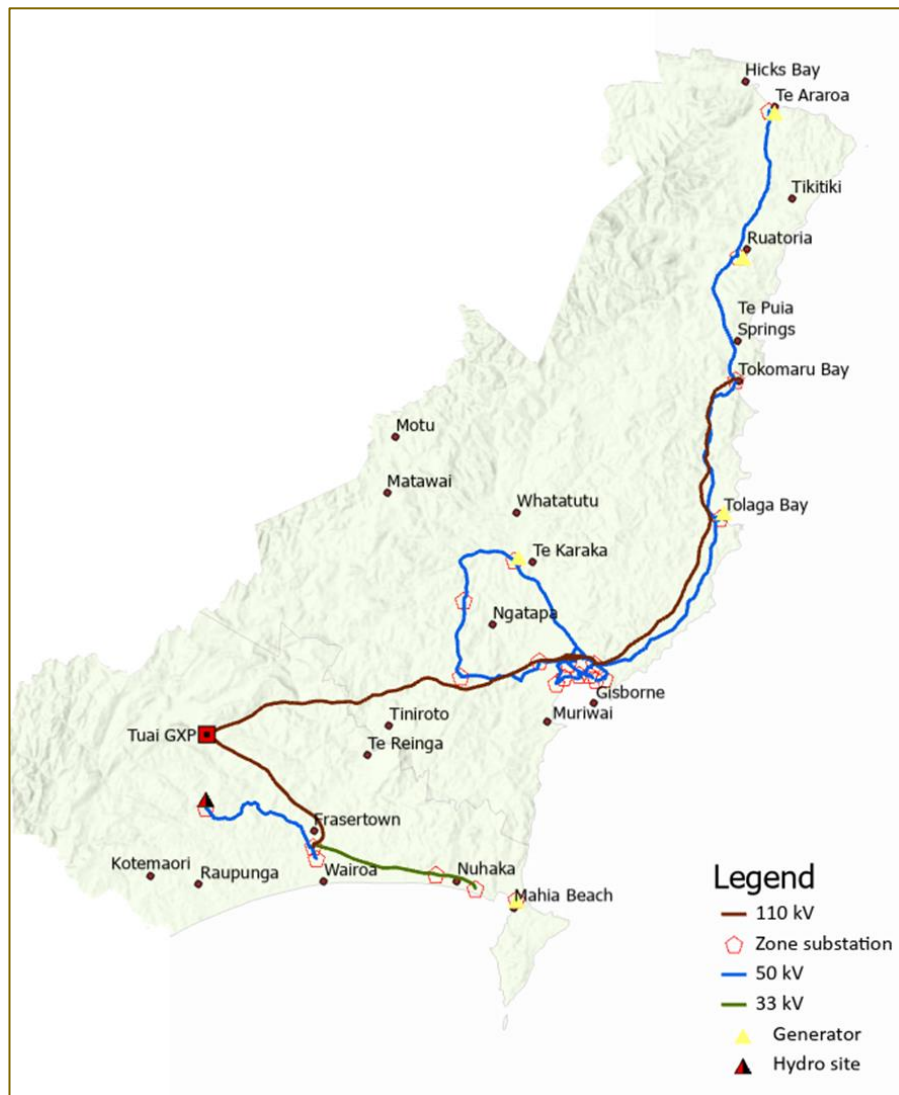 Hicks Bay
Te Araroa
Tikitiki
Ruatoria
Te Puia
Springs
Tokomaru Bay
Motu
Matawai
Whatatutu
Tolaga Bay
Te Karaka
Ngatapa
Gisborne
Muriwai
Tiniroto
Tuai GXP
Te Reinga
Frasertown
Kotemaori
Raupunga
Wairoa
Nuhaka
Mahia Beach
Legend
110 kV
Zone substation
50 kV
33 kV
Generator
Hydro site